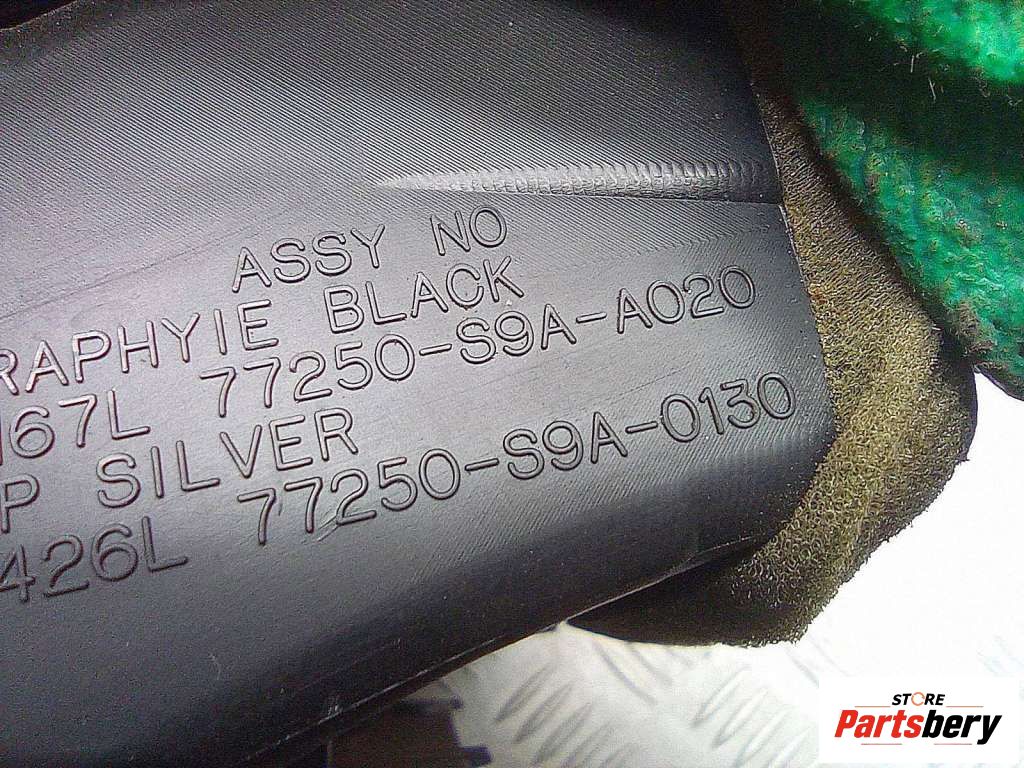 ASSY NO
RAPHYIE BLACK
167L 77250-S9A-A020
P SILVER
426L 77250-S9A-0130
STORE
Partsbery